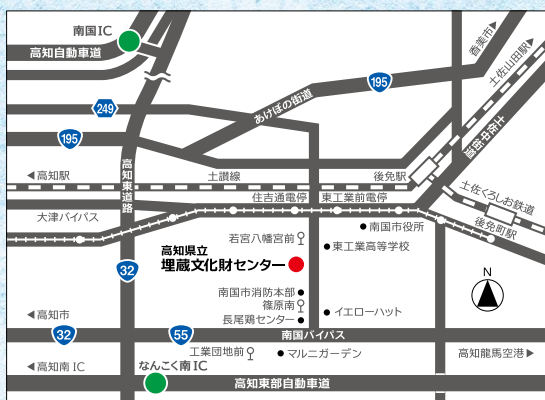 南国IC
高知自動車道
香美市▶
土佐山田駅▶
195
249
あけぼの街道
土佐中街道
195
高知東道路
◀高知駅
土讃線
後免駅
土佐くろしお鉄道
大津バイパス
住吉通電停
東工業前電停
後免町駅
若宮八幡宮前
南国市役所
東工業高等学校
高知県立
埋蔵文化財センター
32
N
南国市消防本部
篠原南
イエローハット
長尾鶏センター
◀高知市
32
55
南国バイパス
◀高知南IC
なんこく南IC
工業団地前
マルニガーデン
高知龍馬空港▶
高知東部自動車道